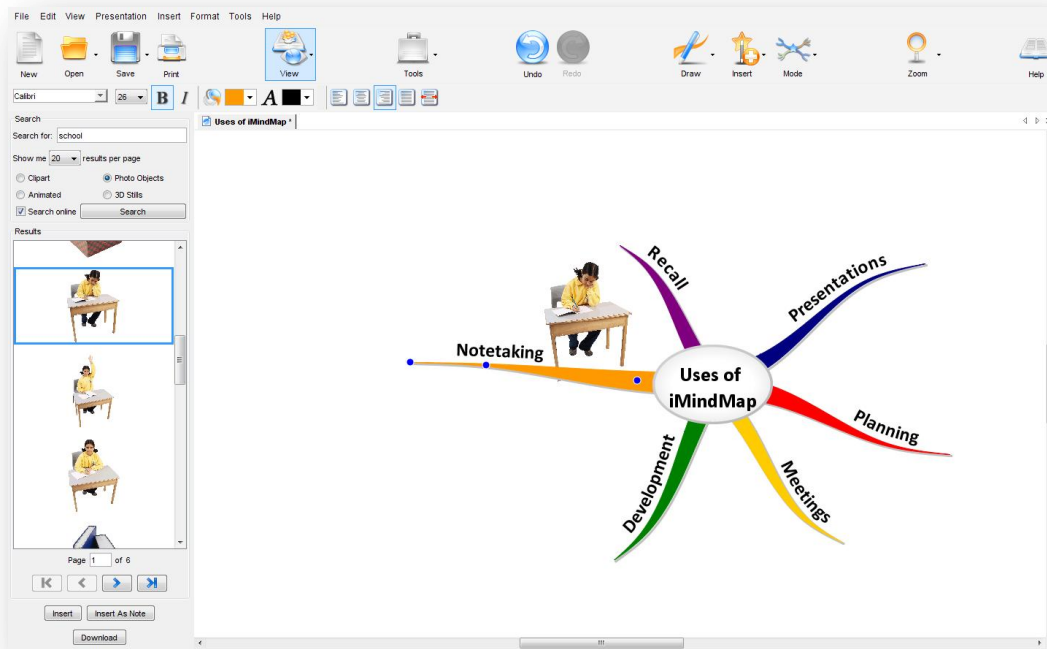 File Edit View Presentation Insert Format Tools Help
New Open Save Print View Tools Undo Redo Draw Insert Mode Zoom Help
Calibri 26 B I A
Search
Uses of iMindMap *
Search for: school
Show me 20 results per page
Clipart Photo Objects
Animated 3D Stills
Search online Search
Results
Recall
Presentations
Notetaking
Uses of
iMindMap
Planning
Development
Meetings
Page 1 of 6
Insert Insert As Note
Download